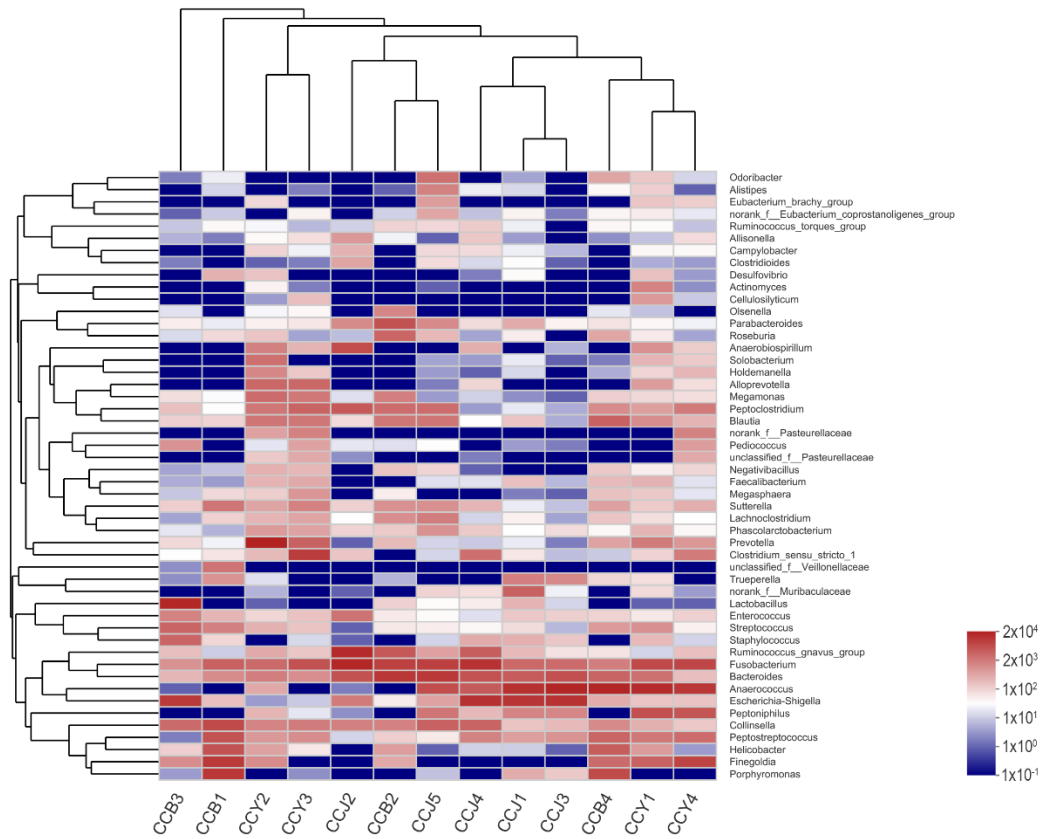 Odoribacter
Alistipes
Eubacterium_brachy_group
norank_f__Eubacterium_coprostanoligenes_group
Ruminococcus_torques_group
Allisonella
Campylobacter
Clostridioides
Desulfovibrio
Actinomyces
Cellulosilyticum
Olsenella
Parabacteroides
Roseburia
Anaerobiospirillum
Solobacterium
Holdemanella
Alloprevotella
Megamonas
Peptoclostridium
Blautia
norank_f__Pasteurellaceae
Pediococcus
unclassified_f__Pasteurellaceae
Negativibacillus
Faecalibacterium
Megasphaera
Sutterella
Lachnoclostridium
Phascolarctobacterium
Prevotella
Clostridium_sensu_stricto_1
unclassified_f__Veillonellaceae
Trueperella
norank_f__Muribaculaceae
Lactobacillus
Enterococcus
Streptococcus
Staphylococcus
Ruminococcus_gnavus_group
Fusobacterium
Bacteroides
Anaerococcus
Escherichia-Shigella
Peptoniphilus
Collinsella
Peptostreptococcus
Helicobacter
Finegoldia
Porphyromonas
2x10⁴
2x10³
1x10²
1x10¹
1x10⁰
1x10⁻¹
CCB3 CCB1 CCY2 CCY3 CCJ2 CCB2 CCJ5 CCJ4 CCJ1 CCJ3 CCB4 CCY1 CCY4